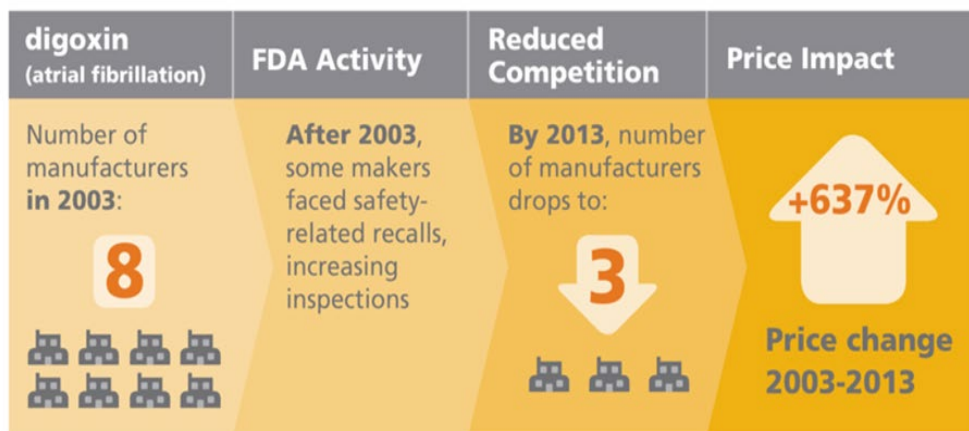 digoxin
(atrial fibrillation)
FDA Activity
Reduced
Competition
Price Impact
Number of
manufacturers
in 2003:
8
After 2003,
some makers
faced safety-
related recalls,
increasing
inspections
By 2013, number
of manufacturers
drops to:
3
+637%
Price change
2003-2013